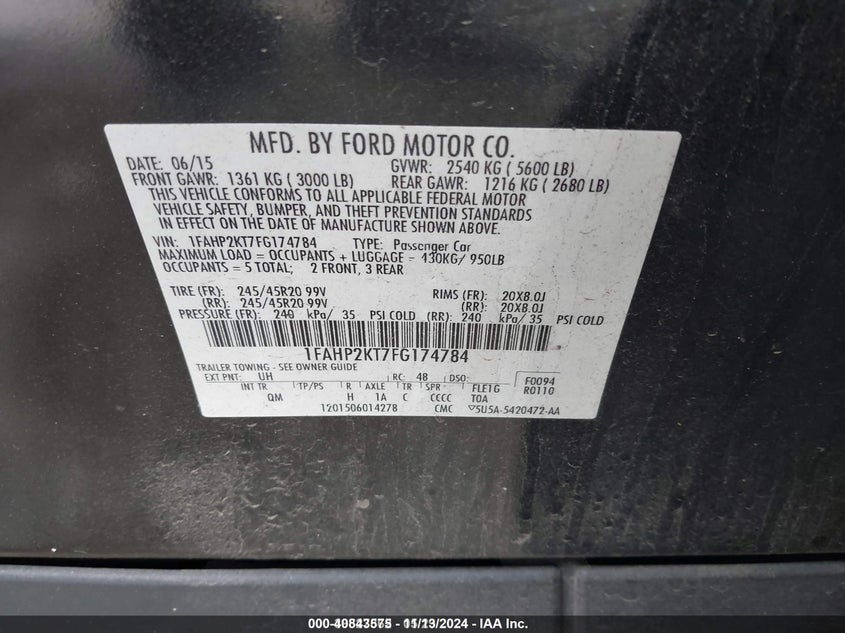 MFD. BY FORD MOTOR CO.
DATE: 06/15 GVWR: 2540 KG ( 5600 LB)
FRONT GAWR: 1361 KG ( 3000 LB) REAR GAWR: 1216 KG ( 2680 LB)
THIS VEHICLE CONFORMS TO ALL APPLICABLE FEDERAL MOTOR
VEHICLE SAFETY, BUMPER, AND THEFT PREVENTION STANDARDS
IN EFFECT ON THE DATE OF MANUFACTURE SHOWN ABOVE.
VIN: 1FAHP2KT7FG174784 TYPE: Passenger Car
MAXIMUM LOAD = OCCUPANTS + LUGGAGE = 430KG/ 950LB
OCCUPANTS = 5 TOTAL; 2 FRONT, 3 REAR
TIRE (FR): 245/45R20 99V RIMS (FR): 20X8.0J
(RR): 245/45R20 99V (RR): 20X8.0J
PRESSURE (FR): 240 kPa/ 35 PSI COLD (RR): 240 kPa/ 35 PSI COLD
1FAHP2KT7FG174784
TRAILER TOWING - SEE OWNER GUIDE
EXT PNT: UH RC: 48 DSO: F0094
INT TR TP/PS R AXLE TR SPR FLE1G R0110
QM H 1A C CCCC T0A
1201506014278 CMC ▽5U5A-5420472-AA
11/13/2024 - IAA Inc.